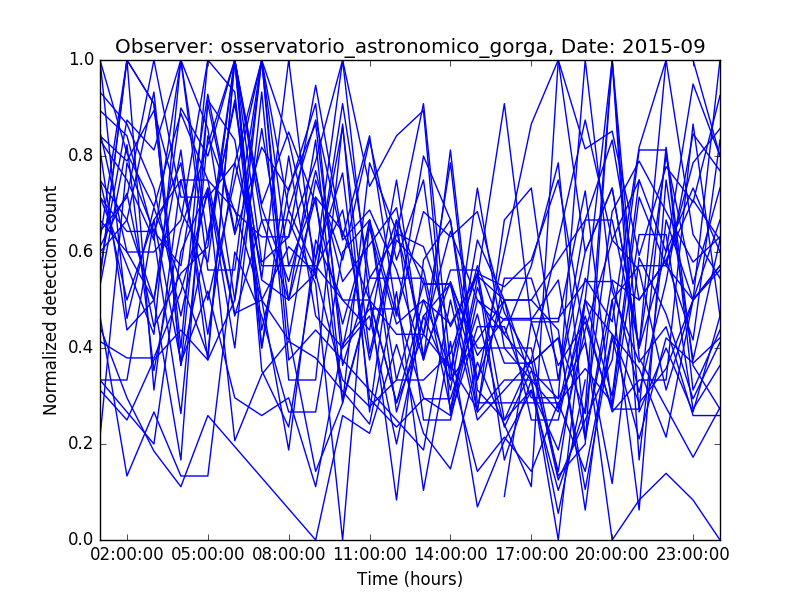 Observer: osservatorio_astronomico_gorga, Date: 2015-09
Normalized detection count
1.0
0.8
0.6
0.4
0.2
0.0
02:00:00 05:00:00 08:00:00 11:00:00 14:00:00 17:00:00 20:00:00 23:00:00
Time (hours)